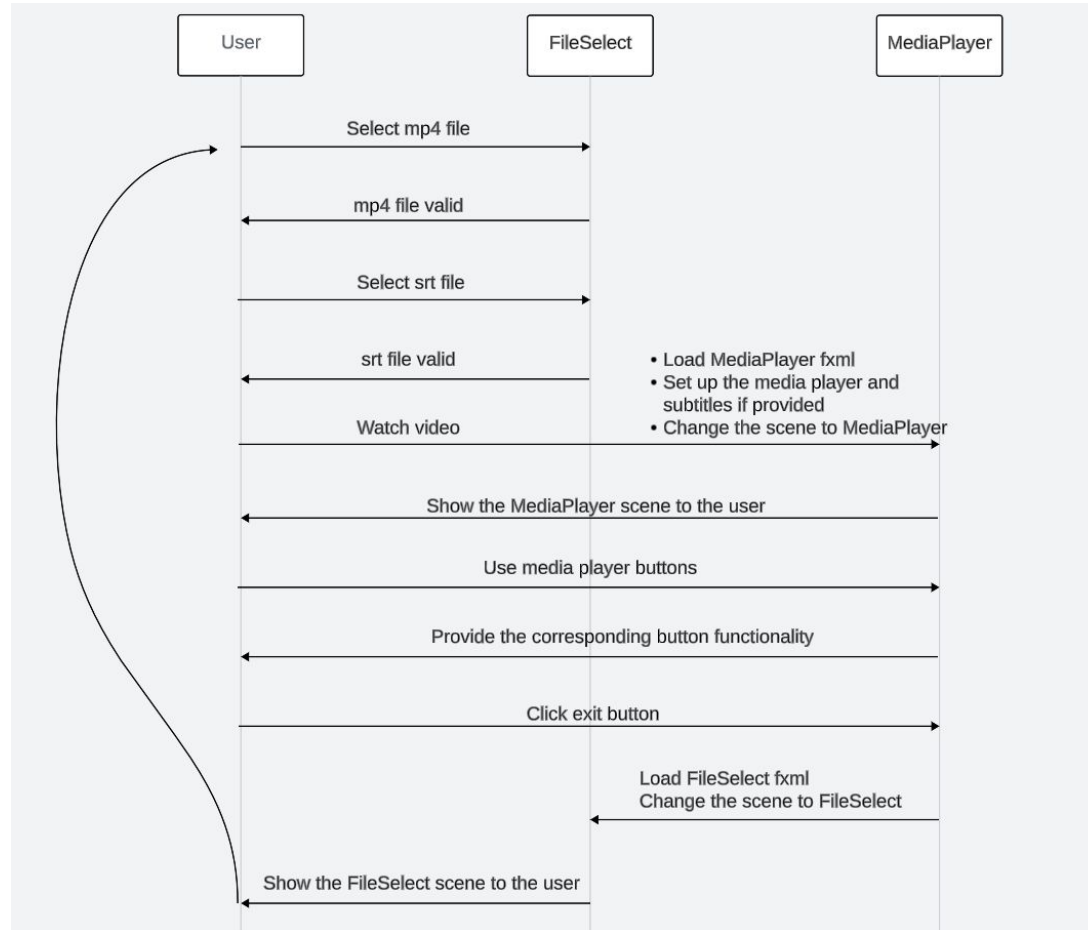 User
FileSelect
MediaPlayer
Select mp4 file
mp4 file valid
Select srt file
srt file valid
• Load MediaPlayer fxml
• Set up the media player and
subtitles if provided
• Change the scene to MediaPlayer
Watch video
Show the MediaPlayer scene to the user
Use media player buttons
Provide the corresponding button functionality
Click exit button
Load FileSelect fxml
Change the scene to FileSelect
Show the FileSelect scene to the user